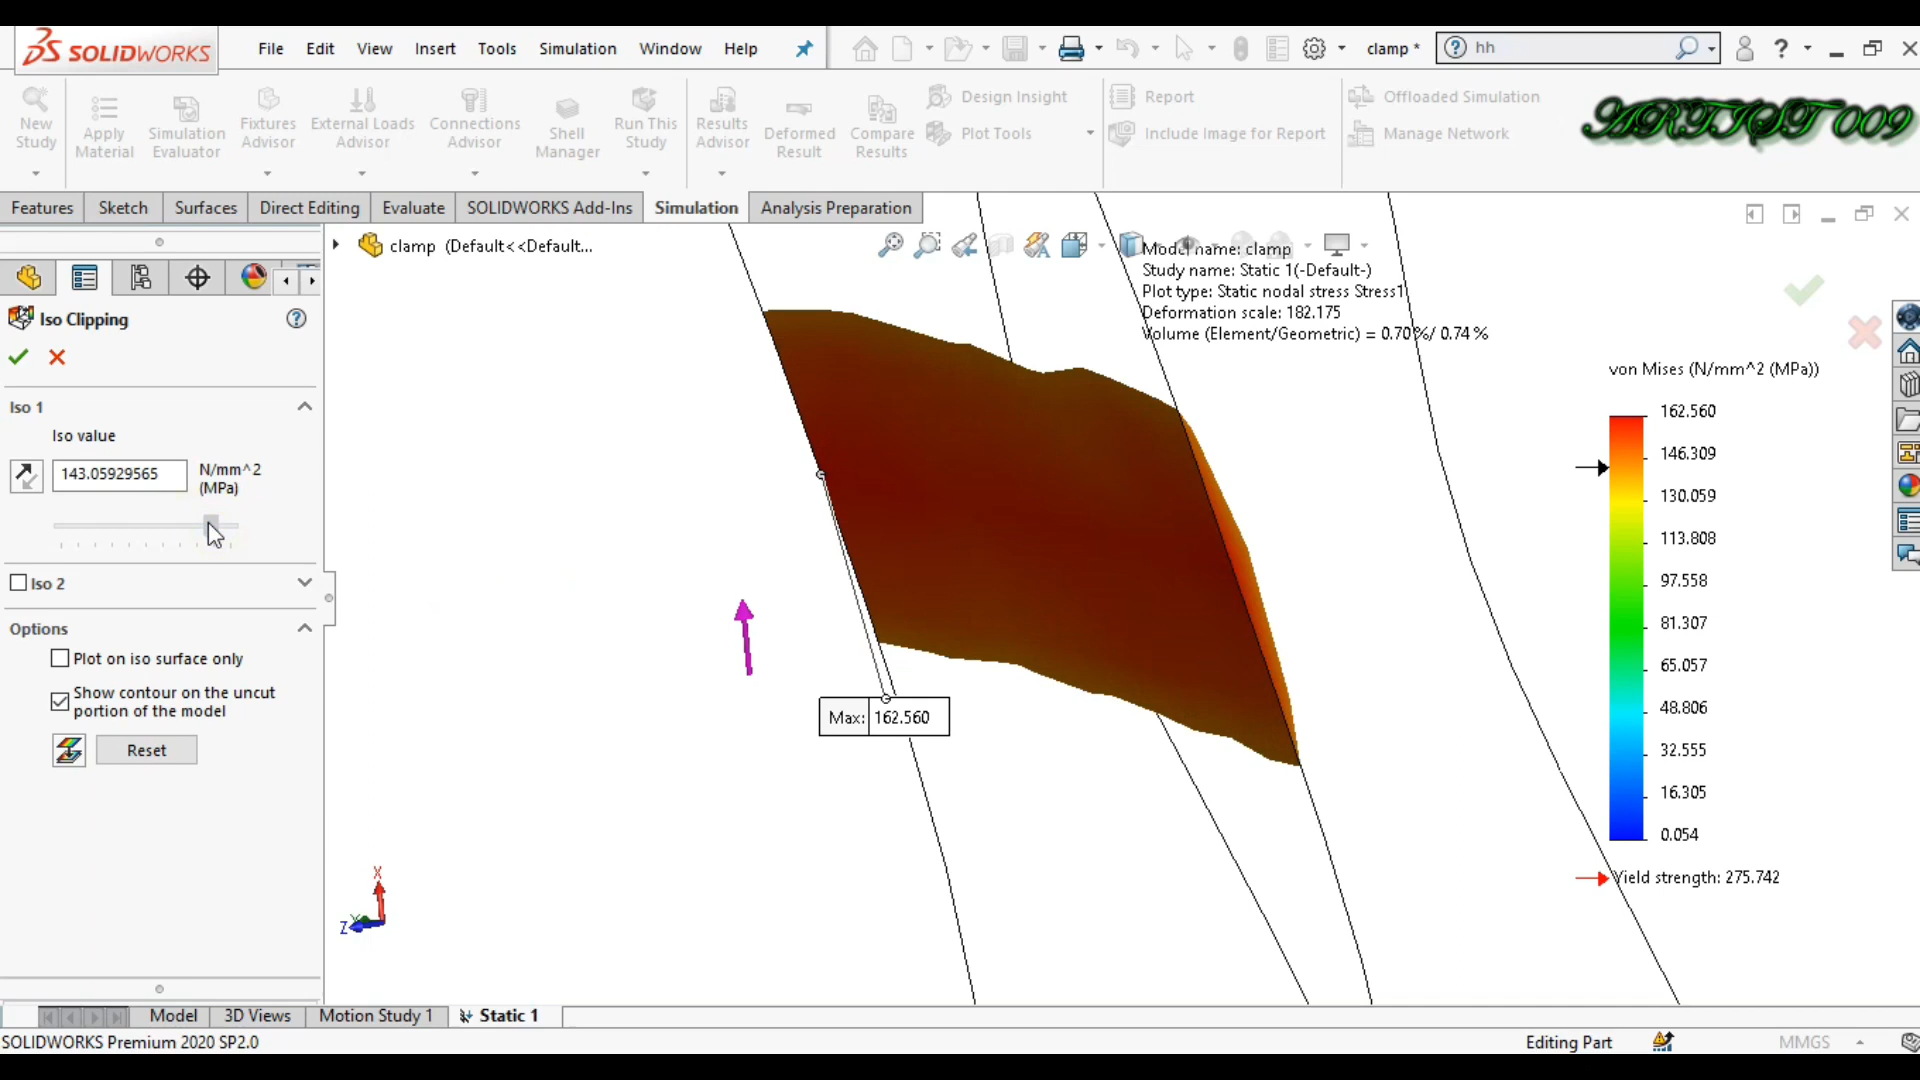 SOLIDWORKS
File Edit View Insert Tools Simulation Window Help
clamp *
hh
New Study
Apply Material
Simulation Evaluator
Fixtures Advisor
External Loads Advisor
Connections Advisor
Shell Manager
Run This Study
Results Advisor
Deformed Result
Compare Results
Design Insight
Plot Tools
Report
Include Image for Report
Offloaded Simulation
Manage Network
ARTIST 009
Features Sketch Surfaces Direct Editing Evaluate SOLIDWORKS Add-Ins Simulation Analysis Preparation
clamp (Default<<Default...
Model name: clamp
Study name: Static 1(-Default-)
Plot type: Static nodal stress Stress1
Deformation scale: 182.175
Volume (Element/Geometric) = 0.70 %/ 0.74 %
Iso Clipping
Iso 1
Iso value
143.05929565
N/mm^2
(MPa)
Iso 2
Options
Plot on iso surface only
Show contour on the uncut
portion of the model
Reset
Max: 162.560
von Mises (N/mm^2 (MPa))
162.560
146.309
130.059
113.808
97.558
81.307
65.057
48.806
32.555
16.305
0.054
Yield strength: 275.742
X
Y
Z
Model 3D Views Motion Study 1 Static 1
SOLIDWORKS Premium 2020 SP2.0
Editing Part
MMGS